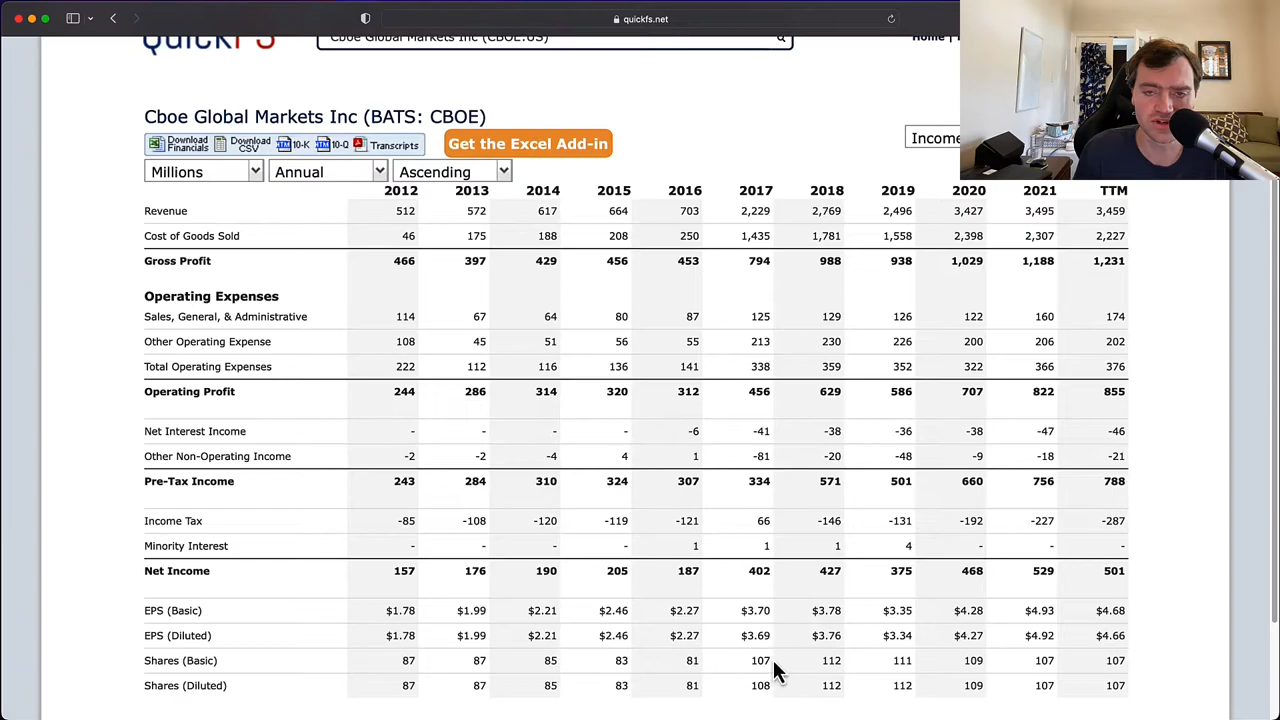 quickfs.net
QuickFS
Cboe Global Markets Inc (CBOE:US)
Home
Cboe Global Markets Inc (BATS: CBOE)
Download Financials Download CSV 10-K 10-Q Transcripts Get the Excel Add-in
Income
Millions Annual Ascending
2012 2013 2014 2015 2016 2017 2018 2019 2020 2021 TTM
Revenue 512 572 617 664 703 2,229 2,769 2,496 3,427 3,495 3,459
Cost of Goods Sold 46 175 188 208 250 1,435 1,781 1,558 2,398 2,307 2,227
Gross Profit 466 397 429 456 453 794 988 938 1,029 1,188 1,231
Operating Expenses
Sales, General, & Administrative 114 67 64 80 87 125 129 126 122 160 174
Other Operating Expense 108 45 51 56 55 213 230 226 200 206 202
Total Operating Expenses 222 112 116 136 141 338 359 352 322 366 376
Operating Profit 244 286 314 320 312 456 629 586 707 822 855
Net Interest Income - - - - -6 -41 -38 -36 -38 -47 -46
Other Non-Operating Income -2 -2 -4 4 1 -81 -20 -48 -9 -18 -21
Pre-Tax Income 243 284 310 324 307 334 571 501 660 756 788
Income Tax -85 -108 -120 -119 -121 66 -146 -131 -192 -227 -287
Minority Interest - - - - 1 1 1 4 - - -
Net Income 157 176 190 205 187 402 427 375 468 529 501
EPS (Basic) $1.78 $1.99 $2.21 $2.46 $2.27 $3.70 $3.78 $3.35 $4.28 $4.93 $4.68
EPS (Diluted) $1.78 $1.99 $2.21 $2.46 $2.27 $3.69 $3.76 $3.34 $4.27 $4.92 $4.66
Shares (Basic) 87 87 85 83 81 107 112 111 109 107 107
Shares (Diluted) 87 87 85 83 81 108 112 112 109 107 107